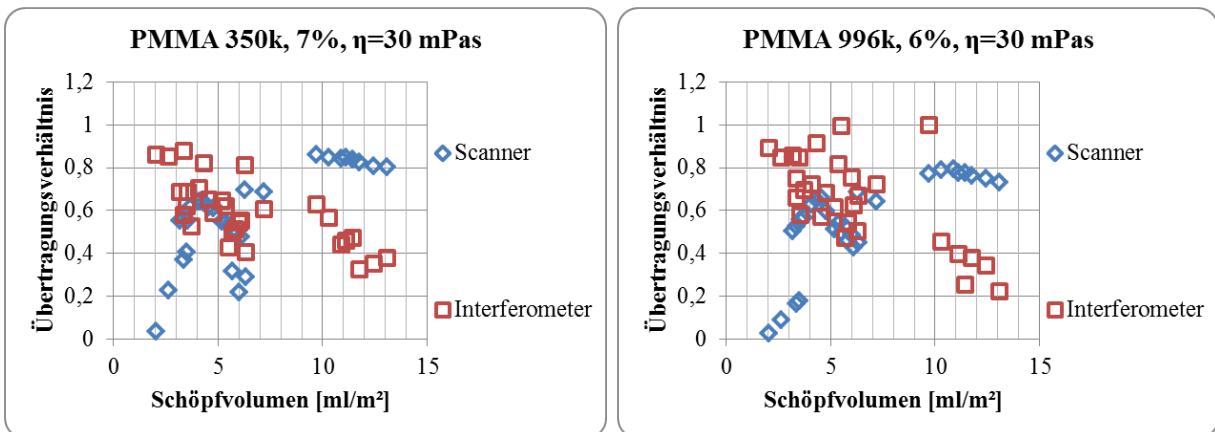 PMMA 350k, 7%, η=30 mPas
Übertragungsverhältnis
1,2
1
0,8
0,6
0,4
0,2
0
0
5
10
15
Schöpfvolumen [ml/m²]
Scanner
Interferometer
PMMA 996k, 6%, η=30 mPas
Übertragungsverhältnis
1,2
1
0,8
0,6
0,4
0,2
0
0
5
10
15
Schöpfvolumen [ml/m²]
Scanner
Interferometer